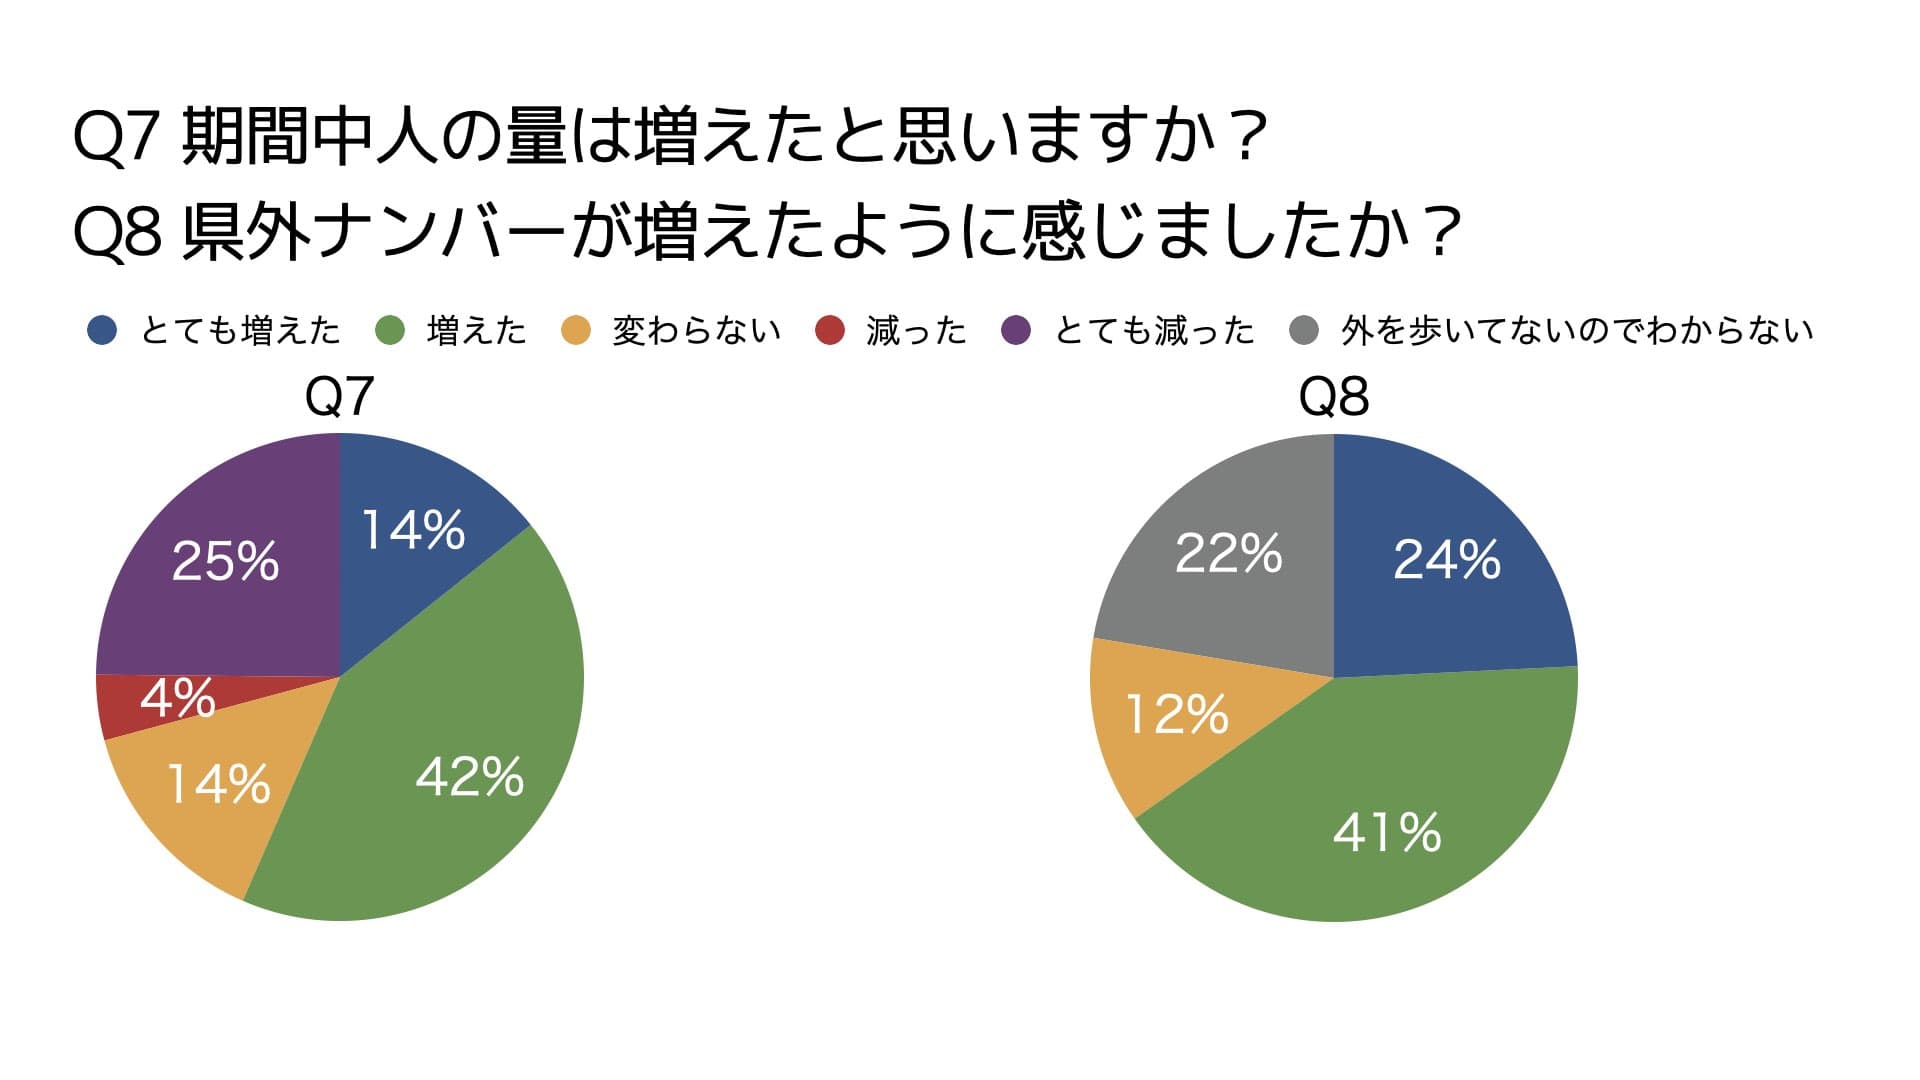 Q7 期間中人の量は増えたと思いますか？
Q8 県外ナンバーが増えたように感じましたか？
とても増えた 増えた 変わらない 減った とても減った 外を歩いてないのでわからない
Q7
14%
42%
14%
4%
25%
Q8
24%
41%
12%
22%